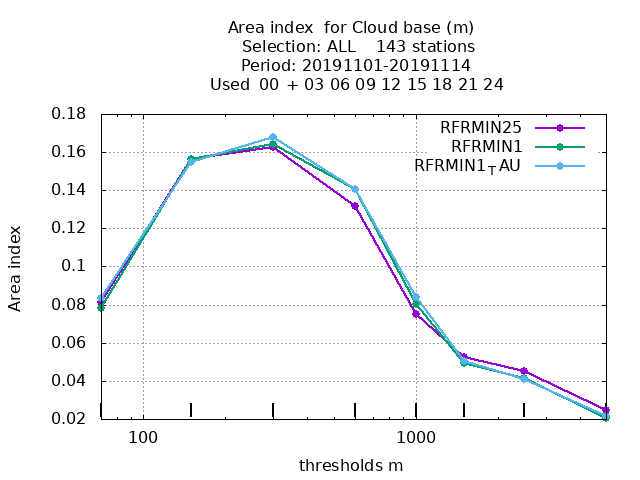 Area index  for Cloud base (m)
Selection: ALL    143 stations
Period: 20191101-20191114
Used  00 + 03 06 09 12 15 18 21 24
0.18
0.16
0.14
0.12
0.1
0.08
0.06
0.04
0.02
Area index
RFRMIN25
RFRMIN1
RFRMIN1TAU
100
1000
thresholds m